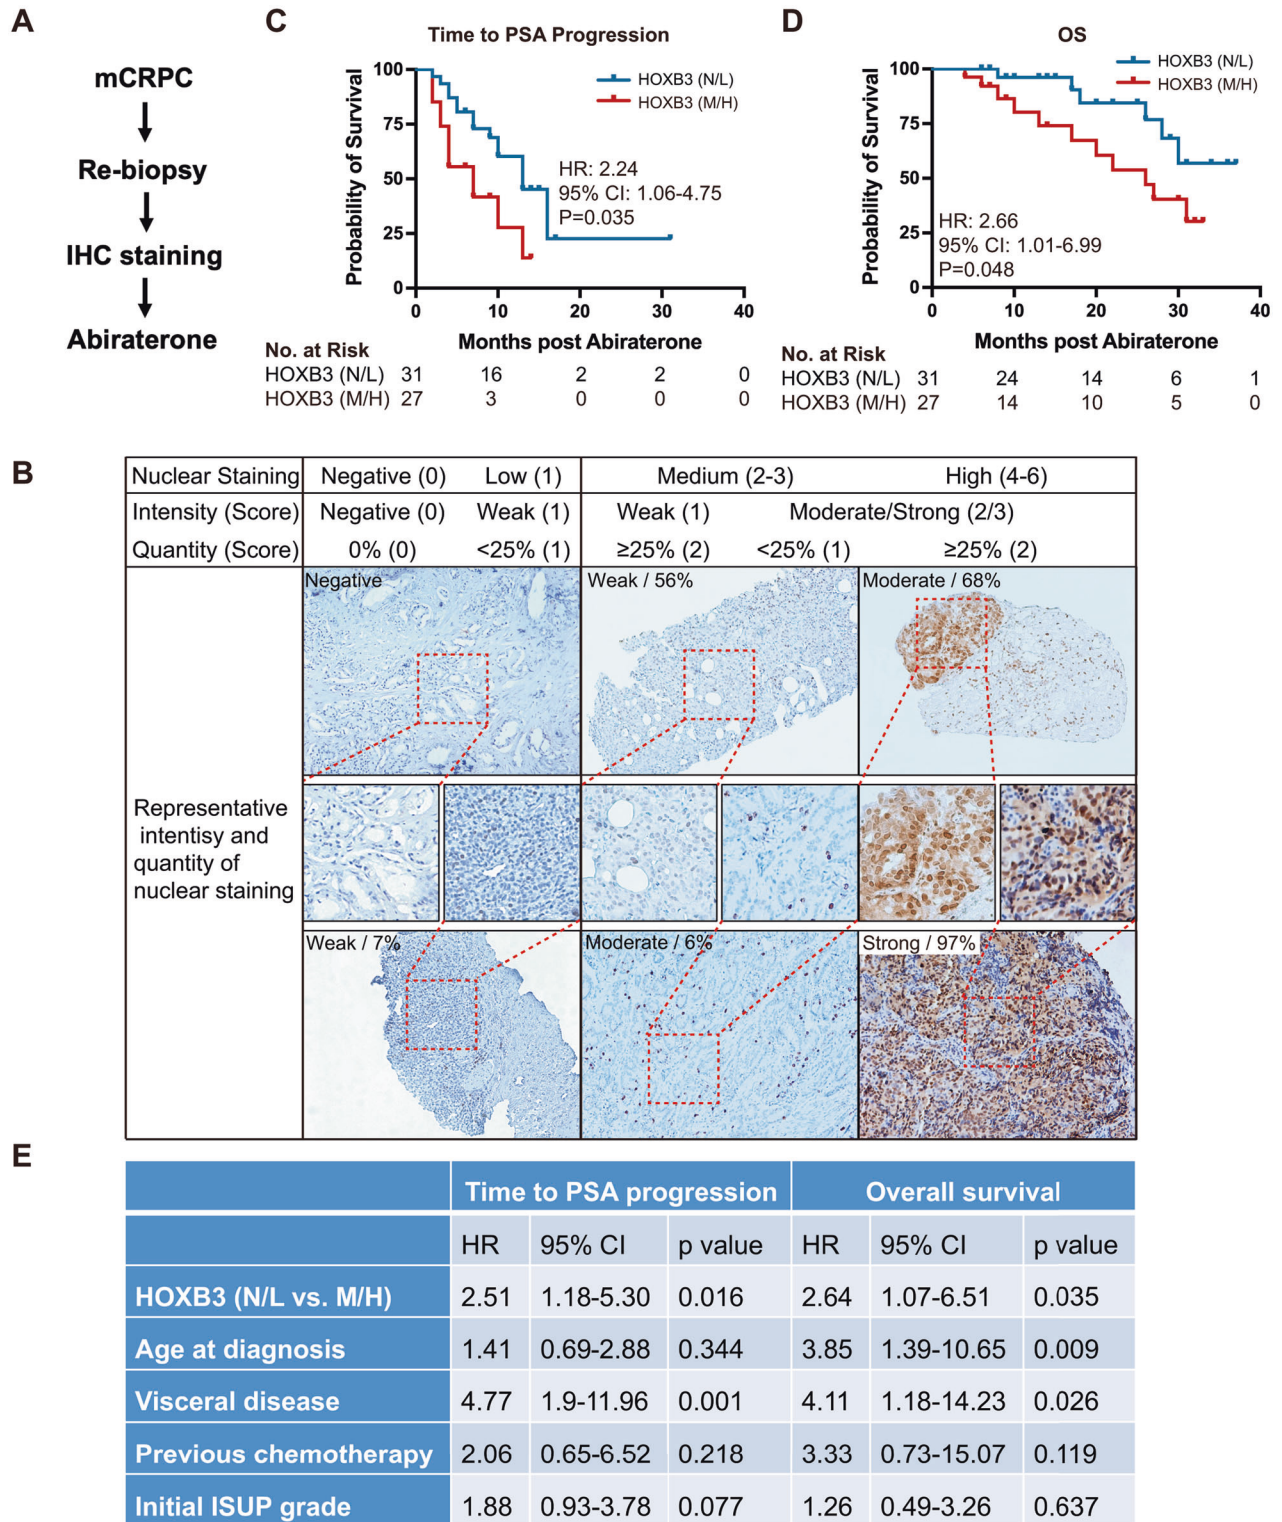 A
mCRPC
Re-biopsy
IHC staining
Abiraterone
C
Time to PSA Progression
HOXB3 (N/L)
HOXB3 (M/H)
Probability of Survival
100
75
50
25
0
HR: 2.24
95% CI: 1.06-4.75
P=0.035
0 10 20 30 40
Months post Abiraterone
No. at Risk
HOXB3 (N/L) 31 16 2 2 0
HOXB3 (M/H) 27 3 0 0 0
D
OS
HOXB3 (N/L)
HOXB3 (M/H)
Probability of Survival
100
75
50
25
0
HR: 2.66
95% CI: 1.01-6.99
P=0.048
0 10 20 30 40
Months post Abiraterone
No. at Risk
HOXB3 (N/L) 31 24 14 6 1
HOXB3 (M/H) 27 14 10 5 0
B
Nuclear Staining Negative (0) Low (1) Medium (2-3) High (4-6)
Intensity (Score) Negative (0) Weak (1) Weak (1) Moderate/Strong (2/3)
Quantity (Score) 0% (0) <25% (1) ≥25% (2) <25% (1) ≥25% (2)
Negative
Weak / 56%
Moderate / 68%
Representative
intentisy and
quantity of
nuclear staining
Weak / 7%
Moderate / 6%
Strong / 97%
E
Time to PSA progression Overall survival
HR 95% CI p value HR 95% CI p value
HOXB3 (N/L vs. M/H) 2.51 1.18-5.30 0.016 2.64 1.07-6.51 0.035
Age at diagnosis 1.41 0.69-2.88 0.344 3.85 1.39-10.65 0.009
Visceral disease 4.77 1.9-11.96 0.001 4.11 1.18-14.23 0.026
Previous chemotherapy 2.06 0.65-6.52 0.218 3.33 0.73-15.07 0.119
Initial ISUP grade 1.88 0.93-3.78 0.077 1.26 0.49-3.26 0.637